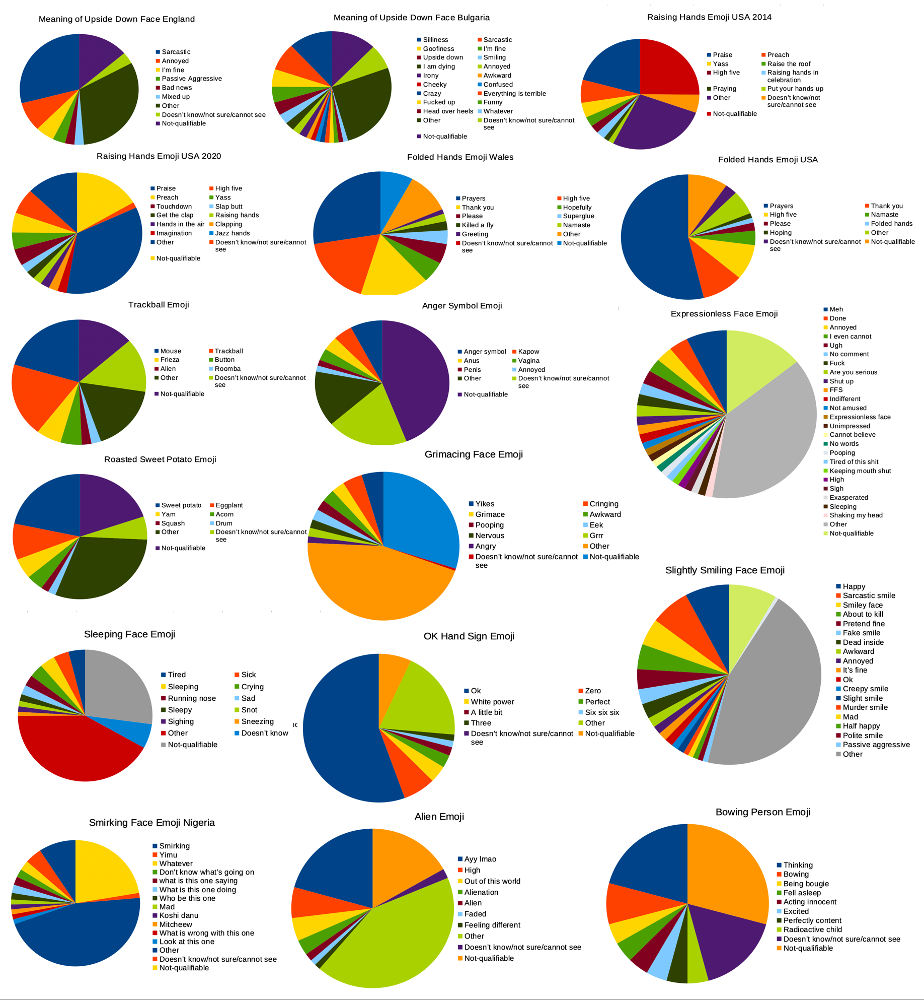 Meaning of Upside Down Face England
Sarcastic
Annoyed
I'm fine
Passive Aggressive
Bad news
Mixed up
Other
Doesn't know/not sure/cannot see
Not-qualifiable
Meaning of Upside Down Face Bulgaria
Silliness Sarcastic
Goofiness I'm fine
Upside down Smiling
I am dying Annoyed
Irony Awkward
Cheeky Confused
Crazy Everything is terrible
Fucked up Funny
Head over heels Whatever
Other Doesn't know/not sure/cannot
see
Not-qualifiable
Raising Hands Emoji USA 2014
Praise Preach
Yass Raise the roof
High five Raising hands in
celebration
Praying Put your hands up
Other Doesn't know/not
sure/cannot see
Not-qualifiable
Raising Hands Emoji USA 2020
Praise High five
Preach Yass
Touchdown Slap butt
Get the clap Raising hands
Hands in the air Clapping
Imagination Jazz hands
Other Doesn't know/not sure/cannot
see
Not-qualifiable
Folded Hands Emoji Wales
Prayers High five
Thank you Hopefully
Please Superglue
Killed a fly Namaste
Greeting Other
Doesn't know/not sure/cannot Not-qualifiable
see
Folded Hands Emoji USA
Prayers Thank you
High five Namaste
Please Folded hands
Hoping Other
Doesn't know/not sure/cannot Not-qualifiable
see
Trackball Emoji
Mouse Trackball
Frieza Button
Alien Roomba
Other Doesn't know/not sure/cannot
see
Not-qualifiable
Anger Symbol Emoji
Anger symbol Kapow
Anus Vagina
Penis Annoyed
Other Doesn't know/not sure/cannot
see
Not-qualifiable
Expressionless Face Emoji
Meh
Done
Annoyed
I even cannot
Ugh
No comment
Fuck
Are you serious
Shut up
FFS
Indifferent
Not amused
Expressionless face
Unimpressed
Cannot believe
No words
Pooping
Tired of this shit
Keeping mouth shut
High
Sigh
Exasperated
Sleeping
Shaking my head
Other
Not-qualifiable
Roasted Sweet Potato Emoji
Sweet potato Eggplant
Yam Acorn
Squash Drum
Other Doesn't know/not sure/cannot
see
Not-qualifiable
Grimacing Face Emoji
Yikes Cringing
Grimace Awkward
Pooping Eek
Nervous Grrr
Angry Other
Doesn't know/not sure/cannot Not-qualifiable
see
Slightly Smiling Face Emoji
Happy
Sarcastic smile
Smiley face
About to kill
Pretend fine
Fake smile
Dead inside
Awkward
Annoyed
It's fine
Ok
Creepy smile
Slight smile
Murder smile
Mad
Half happy
Polite smile
Passive aggressive
Other
Sleeping Face Emoji
Tired Sick
Sleeping Crying
Running nose Sad
Sleepy Snot
Sighing Sneezing
Other Doesn't know
Not-qualifiable
OK Hand Sign Emoji
Ok Zero
White power Perfect
A little bit Six six six
Three Other
Doesn't know/not sure/cannot Not-qualifiable
see
Smirking Face Emoji Nigeria
Smirking
Yimu
Whatever
Don't know what's going on
what is this one saying
What is this one doing
Who be this one
Mad
Koshi danu
Mitcheew
What is wrong with this one
Look at this one
Other
Doesn't know/not sure/cannot see
Not-qualifiable
Alien Emoji
Ayy lmao
High
Out of this world
Alienation
Alien
Faded
Feeling different
Other
Doesn't know/not sure/cannot see
Not-qualifiable
Bowing Person Emoji
Thinking
Bowing
Being bougie
Fell asleep
Acting innocent
Excited
Perfectly content
Radioactive child
Doesn't know/not sure/cannot see
Not-qualifiable